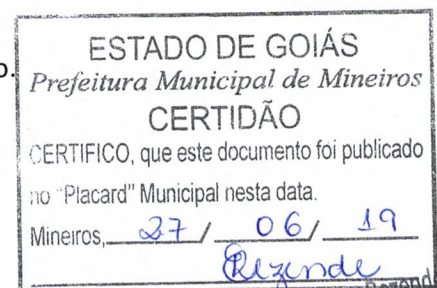 o.
ESTADO DE GOIÁS
Prefeitura Municipal de Mineiros
CERTIDÃO
CERTIFICO, que este documento foi publicado
no "Placard" Municipal nesta data.
Mineiros, 27 / 06 / 19
Rezende